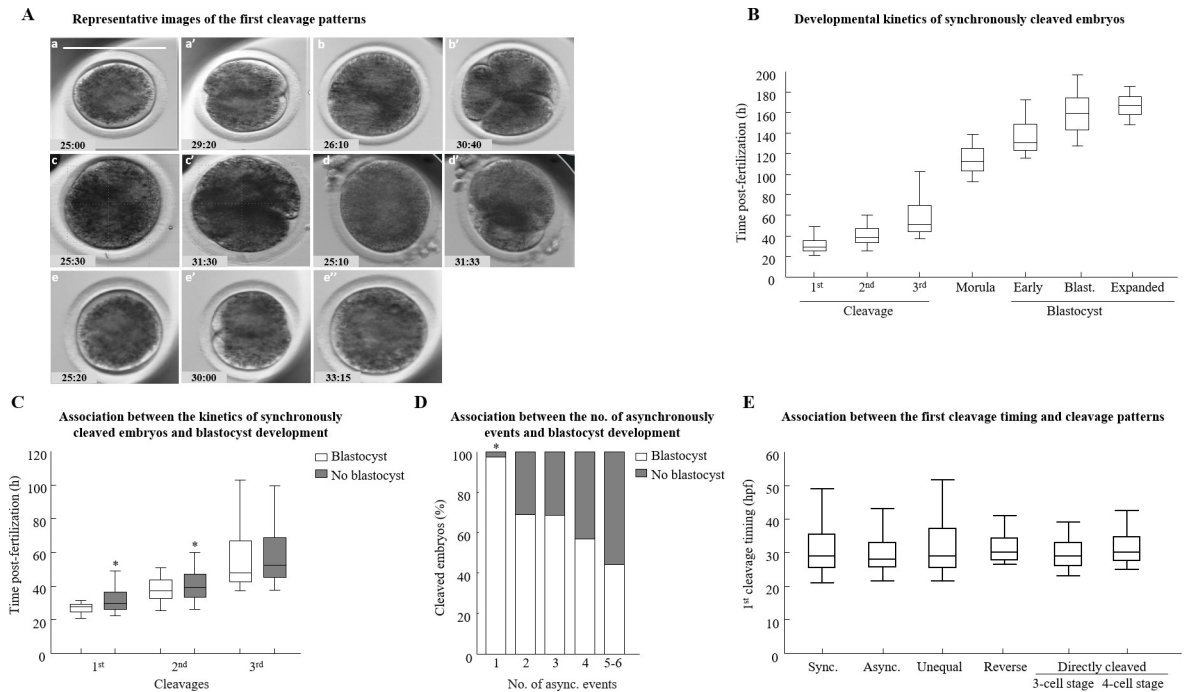 A Representative images of the first cleavage patterns
a a' b b'
25:00 29:20 26:10 30:40
c c' d d'
25:30 31:30 25:10 31:33
e e' e''
25:20 30:00 33:15
B Developmental kinetics of synchronously cleaved embryos
Time post-fertilization (h)
200
180
160
140
120
100
80
60
40
20
0
1st 2nd 3rd Morula Early Blast. Expanded
Cleavage Blastocyst
C Association between the kinetics of synchronously
cleaved embryos and blastocyst development
Blastocyst
No blastocyst
Time post-fertilization (h)
120
100
80
60
40
20
0
* *
1st 2nd 3rd
Cleavages
D Association between the no. of asynchronously
events and blastocyst development
Blastocyst
No blastocyst
*
Cleaved embryos (%)
100
80
60
40
20
0
1 2 3 4 5-6
No. of async. events
E Association between the first cleavage timing and cleavage patterns
1st cleavage timing (hpf)
60
50
40
30
20
10
0
Sync. Async. Unequal Reverse Directly cleaved
3-cell stage 4-cell stage